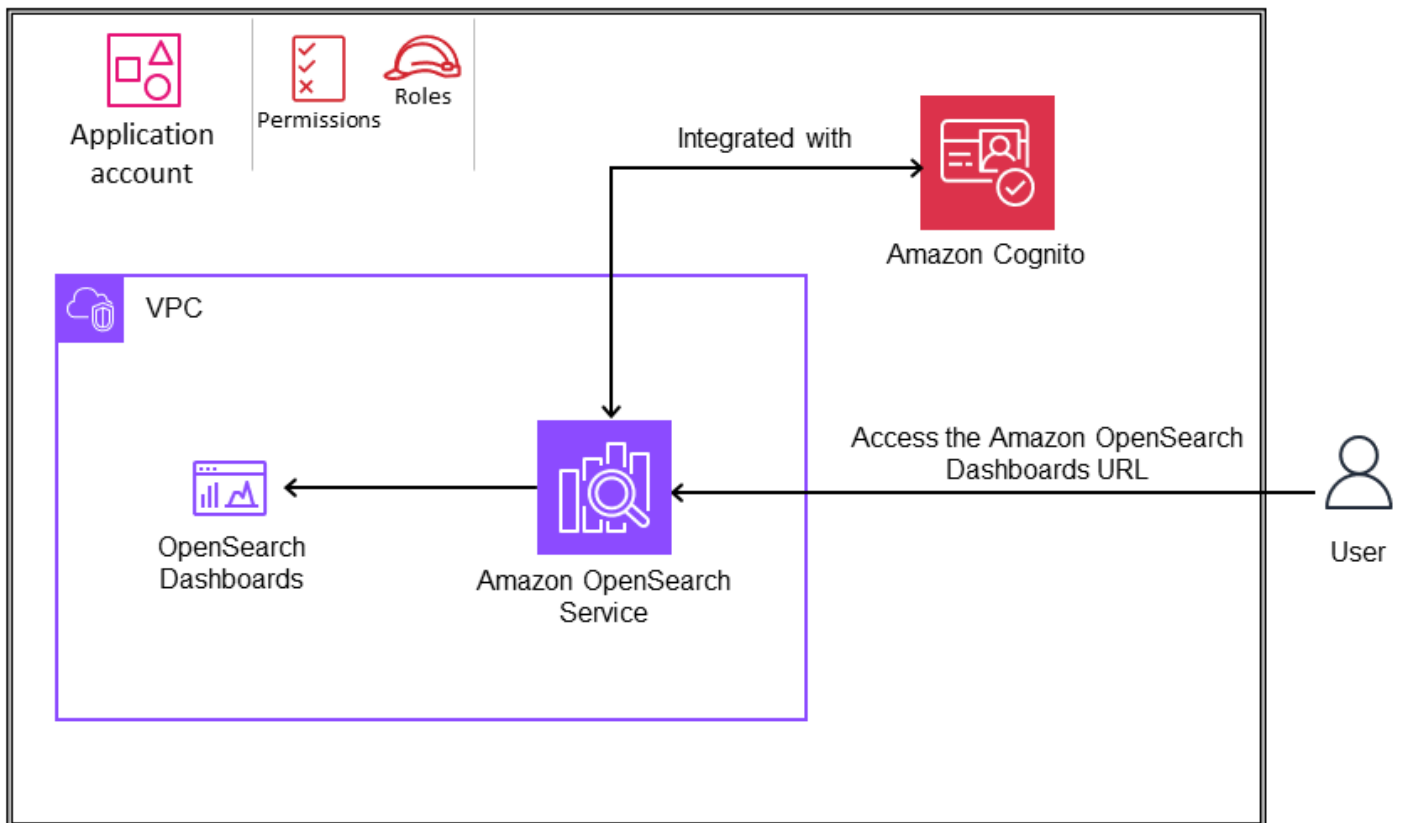 Application
account
Permissions
Roles
Integrated with
Amazon Cognito
VPC
Access the Amazon OpenSearch
Dashboards URL
User
OpenSearch
Dashboards
Amazon OpenSearch
Service